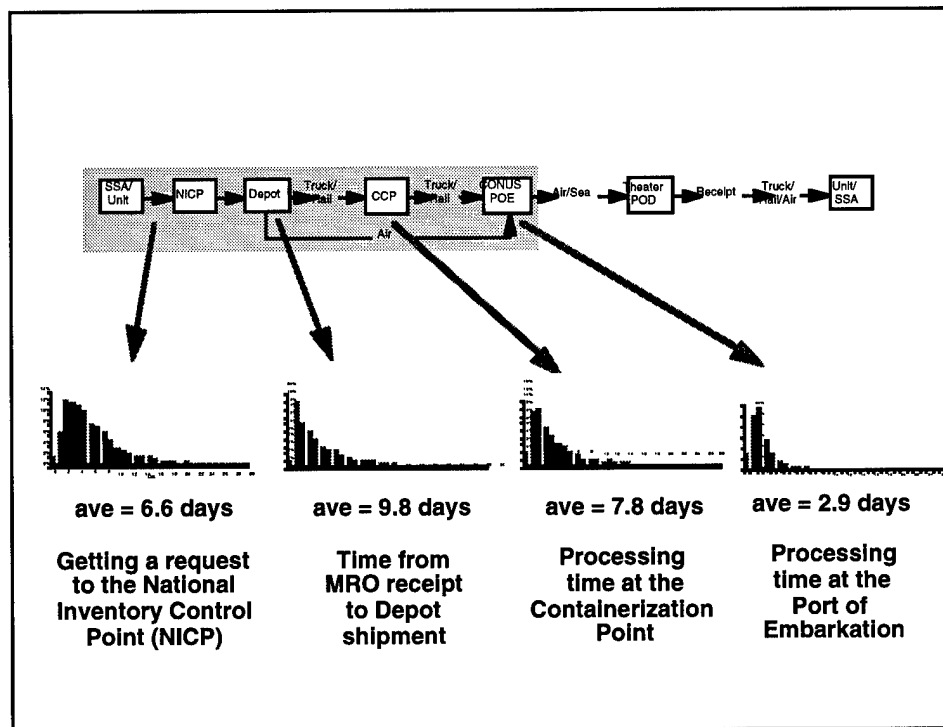 SSA/
Unit
NICP
Depot
Truck/
Rail
CCP
Truck/
Rail
CONUS
POE
Air/Sea
Theater
POD
Receipt
Truck/
Rail/Air
Unit/
SSA
Air
ave = 6.6 days
ave = 9.8 days
ave = 7.8 days
ave = 2.9 days
Getting a request
to the National
Inventory Control
Point (NICP)
Time from
MRO receipt
to Depot
shipment
Processing
time at the
Containerization
Point
Processing
time at the
Port of
Embarkation